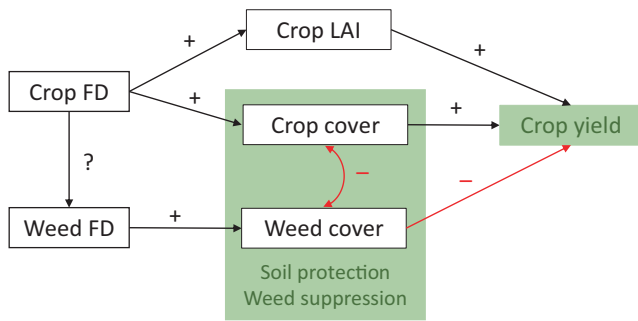 Crop LAI
+
+
Crop FD
+
Crop cover
+
Crop yield
?
−
−
Weed FD
+
Weed cover
Soil protection
Weed suppression